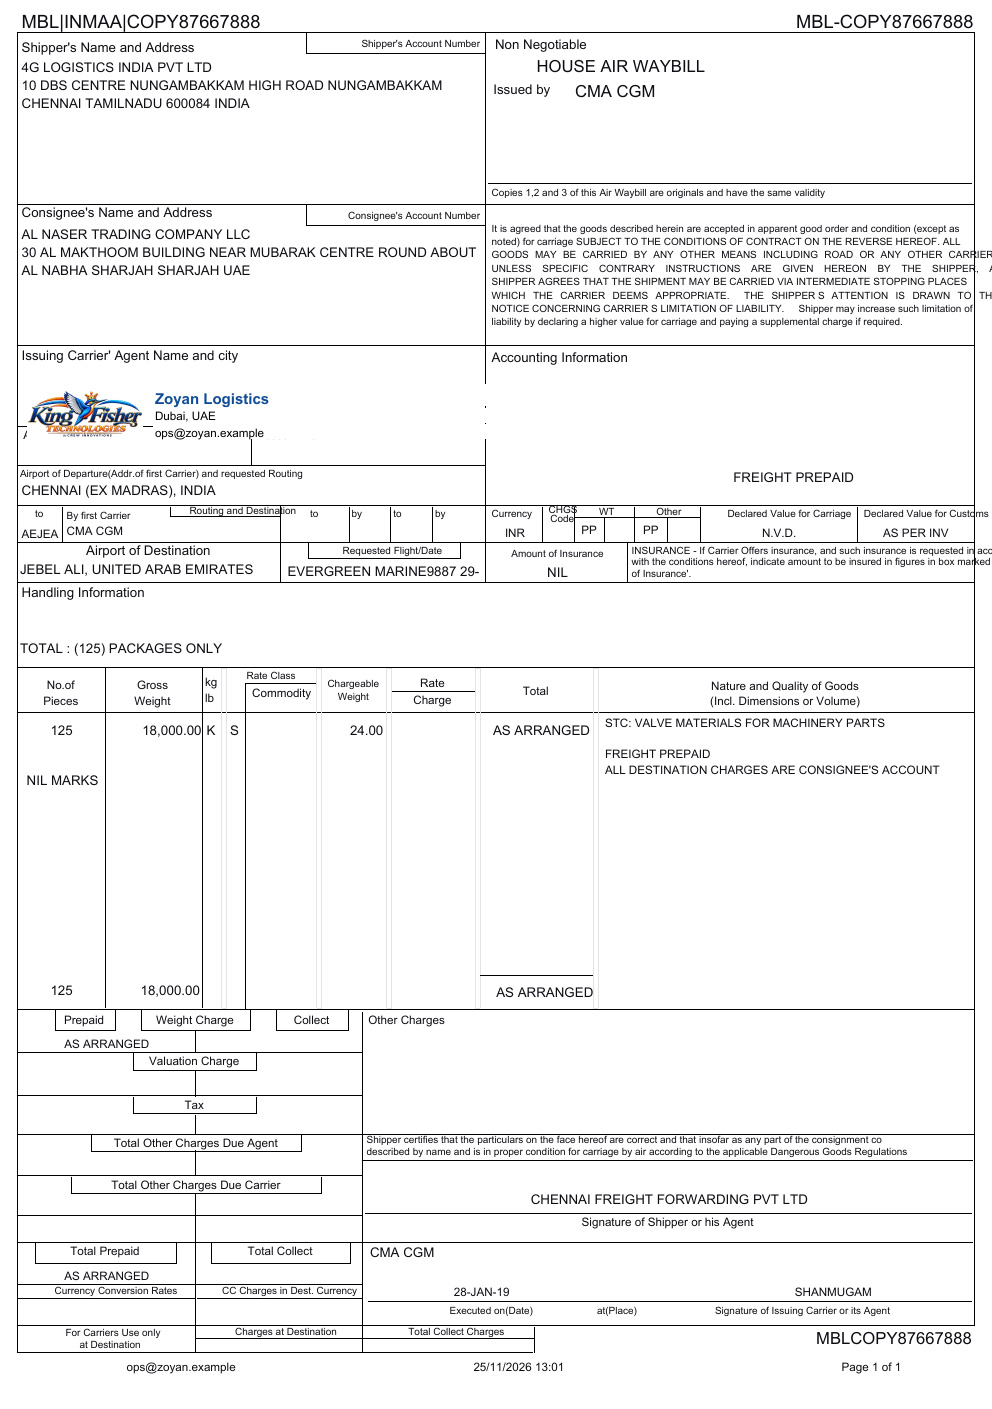 MBL|INMAA|COPY87667888
MBL-COPY87667888
Shipper's Name and Address
Shipper's Account Number
4G LOGISTICS INDIA PVT LTD
10 DBS CENTRE NUNGAMBAKKAM HIGH ROAD NUNGAMBAKKAM
CHENNAI TAMILNADU 600084 INDIA
Non Negotiable
HOUSE AIR WAYBILL
Issued by CMA CGM
Copies 1,2 and 3 of this Air Waybill are originals and have the same validity
Consignee's Name and Address
Consignee's Account Number
AL NASER TRADING COMPANY LLC
30 AL MAKTHOOM BUILDING NEAR MUBARAK CENTRE ROUND ABOUT
AL NABHA SHARJAH SHARJAH UAE
It is agreed that the goods described herein are accepted in apparent good order and condition (except as
noted) for carriage SUBJECT TO THE CONDITIONS OF CONTRACT ON THE REVERSE HEREOF. ALL
GOODS MAY BE CARRIED BY ANY OTHER MEANS INCLUDING ROAD OR ANY OTHER CARRIER
UNLESS SPECIFIC CONTRARY INSTRUCTIONS ARE GIVEN HEREON BY THE SHIPPER, A
SHIPPER AGREES THAT THE SHIPMENT MAY BE CARRIED VIA INTERMEDIATE STOPPING PLACES
WHICH THE CARRIER DEEMS APPROPRIATE. THE SHIPPER S ATTENTION IS DRAWN TO TH
NOTICE CONCERNING CARRIER S LIMITATION OF LIABILITY. Shipper may increase such limitation of
liability by declaring a higher value for carriage and paying a supplemental charge if required.
Issuing Carrier' Agent Name and city
King Fisher
TECHNOLOGIES
Zoyan Logistics
Dubai, UAE
ops@zoyan.example
Accounting Information
FREIGHT PREPAID
Airport of Departure(Addr.of first Carrier) and requested Routing
CHENNAI (EX MADRAS), INDIA
to
AEJEA
By first Carrier
CMA CGM
Routing and Destination
to
by
to
by
Currency
INR
CHGS
Code
WT
PP
Other
PP
Declared Value for Carriage
N.V.D.
Declared Value for Customs
AS PER INV
Airport of Destination
JEBEL ALI, UNITED ARAB EMIRATES
Requested Flight/Date
EVERGREEN MARINE9887 29-
Amount of Insurance
NIL
INSURANCE - If Carrier Offers insurance, and such insurance is requested in acc
with the conditions hereof, indicate amount to be insured in figures in box marked
of Insurance'.
Handling Information
TOTAL : (125) PACKAGES ONLY
No.of
Pieces
Gross
Weight
kg
lb
Rate Class
Commodity
Chargeable
Weight
Rate
Charge
Total
Nature and Quality of Goods
(Incl. Dimensions or Volume)
125 18,000.00 K S 24.00 AS ARRANGED
STC: VALVE MATERIALS FOR MACHINERY PARTS
FREIGHT PREPAID
ALL DESTINATION CHARGES ARE CONSIGNEE'S ACCOUNT
NIL MARKS
125 18,000.00 AS ARRANGED
Prepaid
Weight Charge
Collect
Other Charges
AS ARRANGED
Valuation Charge
Tax
Total Other Charges Due Agent
Shipper certifies that the particulars on the face hereof are correct and that insofar as any part of the consignment co
described by name and is in proper condition for carriage by air according to the applicable Dangerous Goods Regulations
Total Other Charges Due Carrier
CHENNAI FREIGHT FORWARDING PVT LTD
Signature of Shipper or his Agent
Total Prepaid
Total Collect
CMA CGM
AS ARRANGED
Currency Conversion Rates
CC Charges in Dest. Currency
28-JAN-19
SHANMUGAM
Executed on(Date)
at(Place)
Signature of Issuing Carrier or its Agent
For Carriers Use only
at Destination
Charges at Destination
Total Collect Charges
MBLCOPY87667888
ops@zoyan.example
25/11/2026 13:01
Page 1 of 1